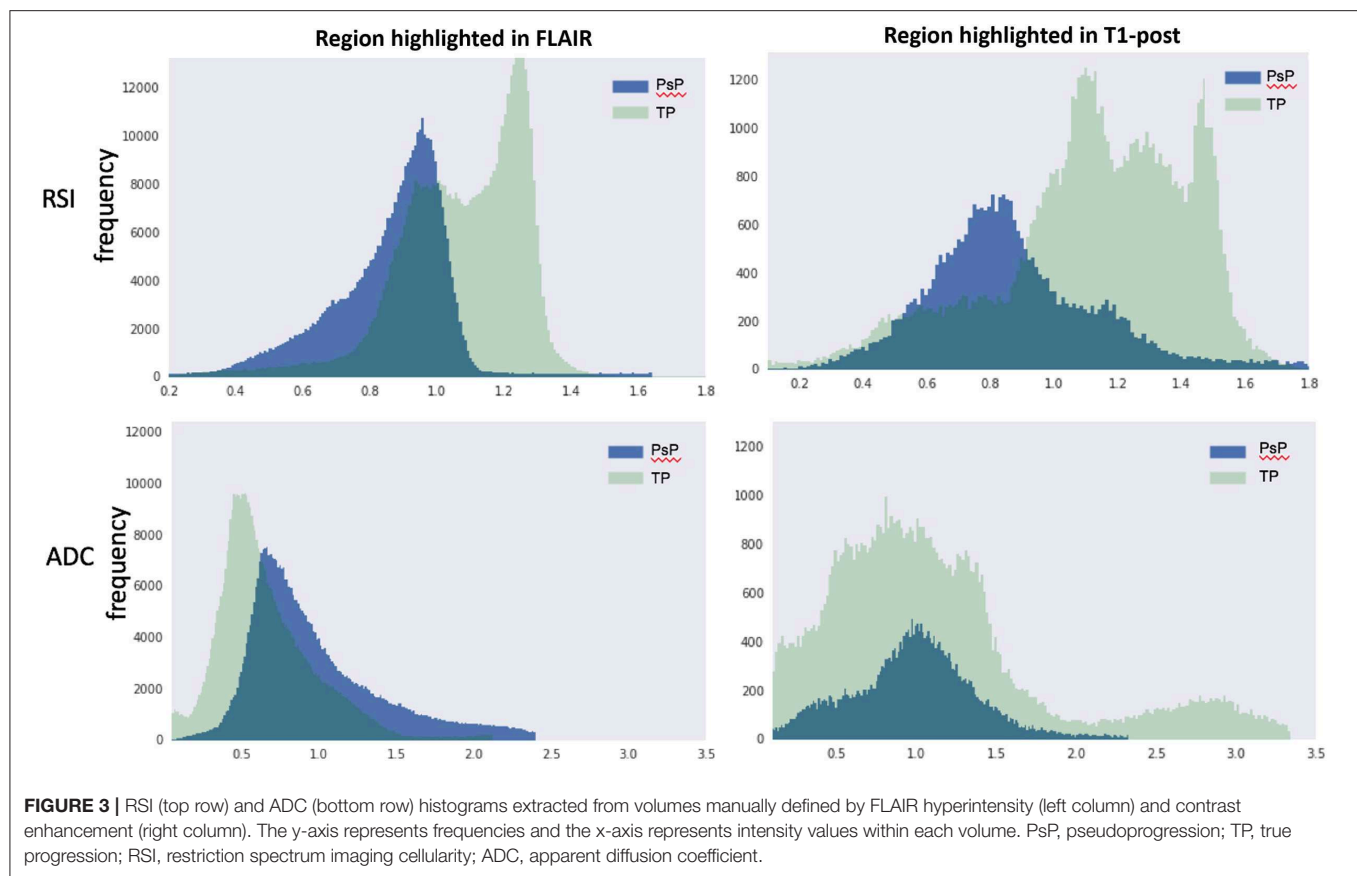 Region highlighted in FLAIR
Region highlighted in T1-post
RSI
frequency
12000
10000
8000
6000
4000
2000
0
0.2 0.4 0.6 0.8 1.0 1.2 1.4 1.6 1.8
PsP
TP
1200
1000
800
600
400
200
0
0.2 0.4 0.6 0.8 1.0 1.2 1.4 1.6 1.8
PsP
TP
ADC
frequency
12000
10000
8000
6000
4000
2000
0
0.5 1.0 1.5 2.0 2.5 3.0 3.5
PsP
TP
1200
1000
800
600
400
200
0
0.5 1.0 1.5 2.0 2.5 3.0 3.5
PsP
TP
FIGURE 3 | RSI (top row) and ADC (bottom row) histograms extracted from volumes manually defined by FLAIR hyperintensity (left column) and contrast
enhancement (right column). The y-axis represents frequencies and the x-axis represents intensity values within each volume. PsP, pseudoprogression; TP, true
progression; RSI, restriction spectrum imaging cellularity; ADC, apparent diffusion coefficient.